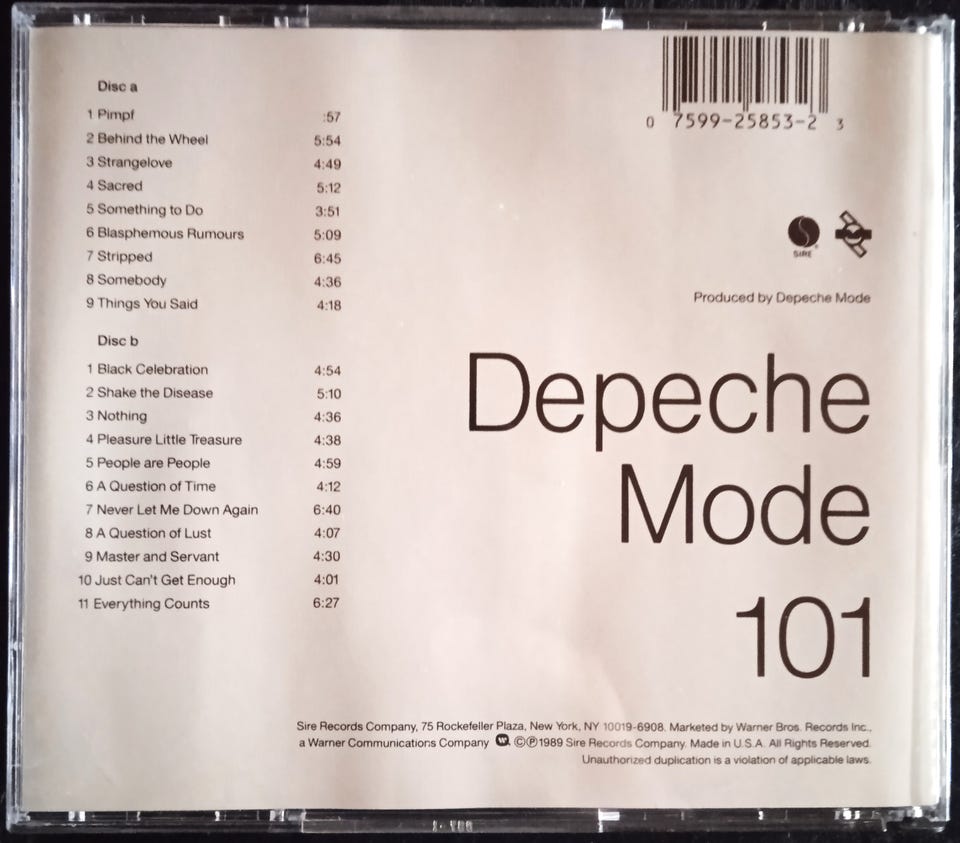 Disc a
1 Pimpf :57
2 Behind the Wheel 5:54
3 Strangelove 4:49
4 Sacred 5:12
5 Something to Do 3:51
6 Blasphemous Rumours 5:09
7 Stripped 6:45
8 Somebody 4:36
9 Things You Said 4:18
Disc b
1 Black Celebration 4:54
2 Shake the Disease 5:10
3 Nothing 4:36
4 Pleasure Little Treasure 4:38
5 People are People 4:59
6 A Question of Time 4:12
7 Never Let Me Down Again 6:40
8 A Question of Lust 4:07
9 Master and Servant 4:30
10 Just Can't Get Enough 4:01
11 Everything Counts 6:27
0 7599-25853-2 3
SIRE
Produced by Depeche Mode
Depeche
Mode
101
Sire Records Company, 75 Rockefeller Plaza, New York, NY 10019-6908. Marketed by Warner Bros. Records Inc.,
a Warner Communications Company ©℗1989 Sire Records Company. Made in U.S.A. All Rights Reserved.
Unauthorized duplication is a violation of applicable laws.